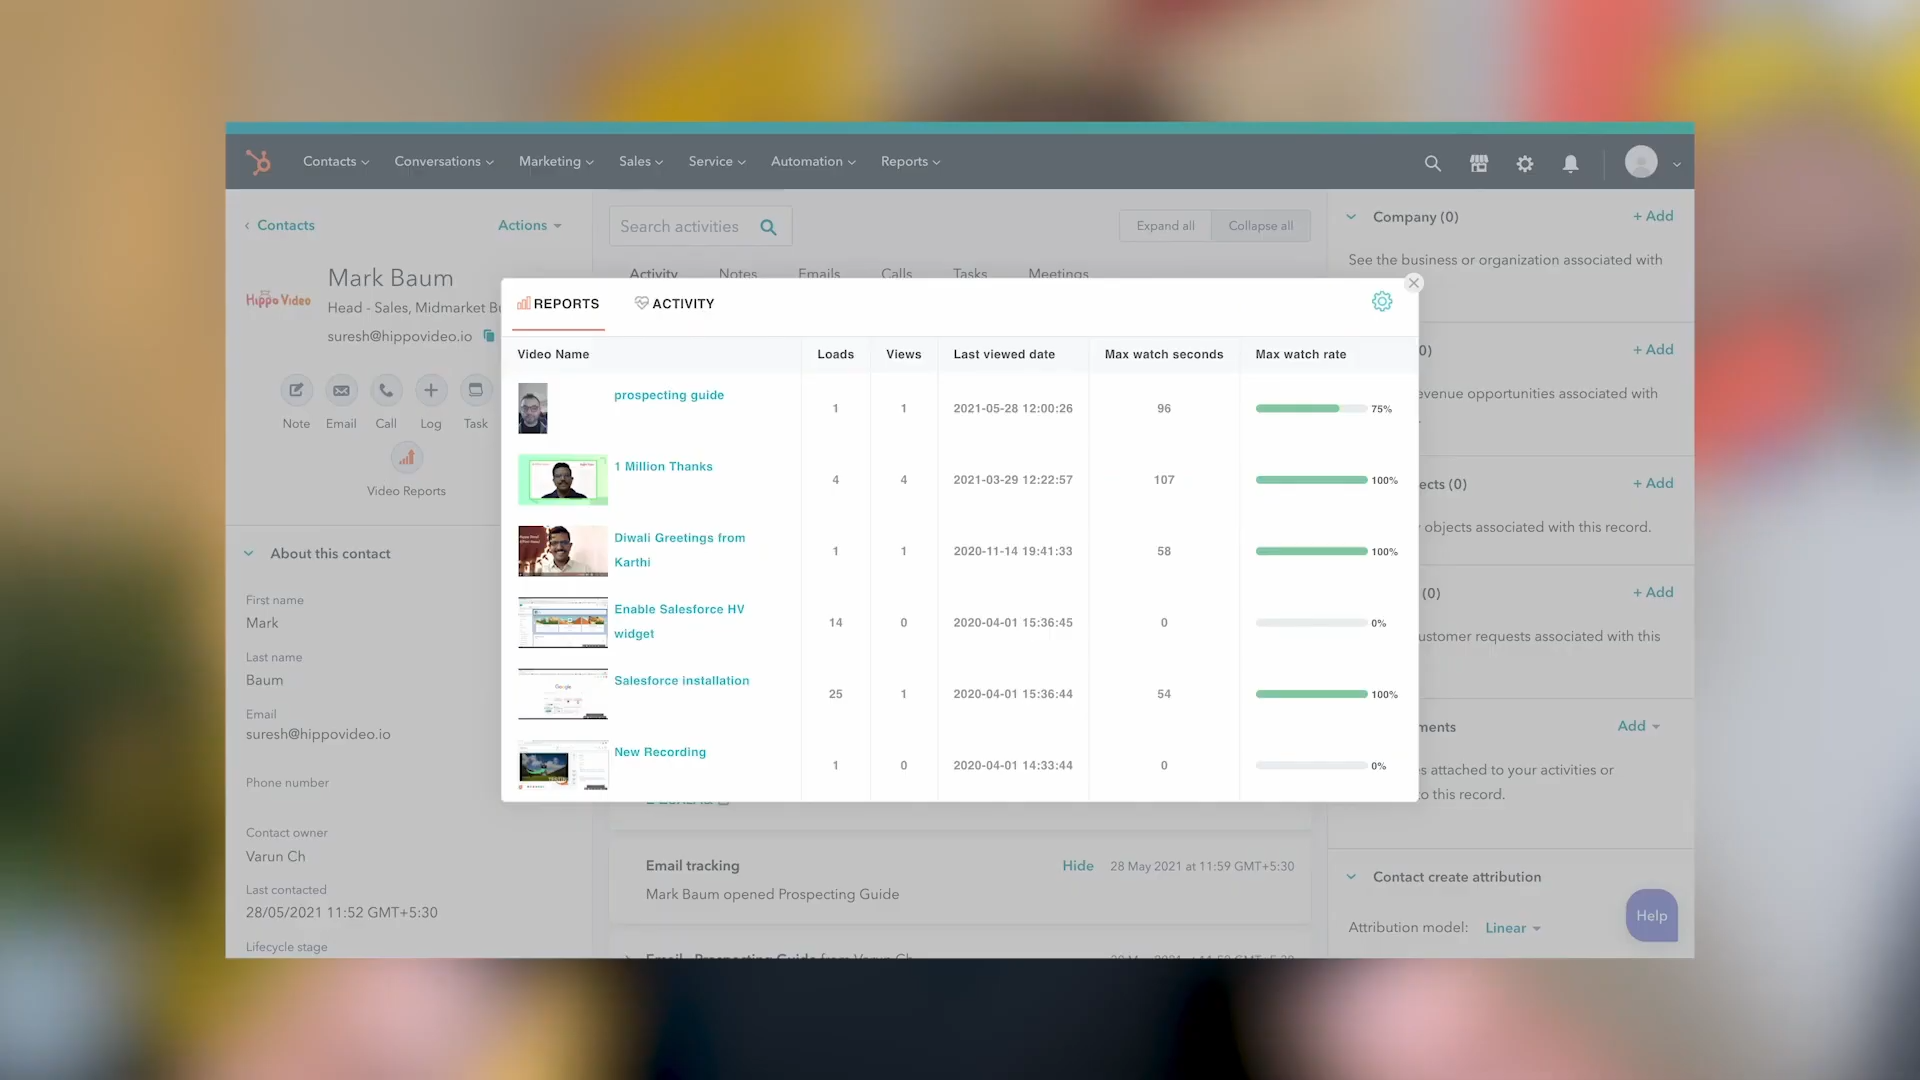 Contacts Conversations Marketing Sales Service Automation Reports
Contacts Actions
Mark Baum
Head - Sales, Midmarket Bu
suresh@hippovideo.io
Hippo Video
Note Email Call Log Task
Video Reports
About this contact
First name
Mark
Last name
Baum
Email
suresh@hippovideo.io
Phone number
Contact owner
Varun Ch
Last contacted
28/05/2021 11:52 GMT+5:30
Lifecycle stage
Search activities
Expand all Collapse all
Activity Notes Emails Calls Tasks Meetings
REPORTS ACTIVITY
Video Name Loads Views Last viewed date Max watch seconds Max watch rate
prospecting guide 1 1 2021-05-28 12:00:26 96 75%
1 Million Thanks 4 4 2021-03-29 12:22:57 107 100%
Diwali Greetings from
Karthi 1 1 2020-11-14 19:41:33 58 100%
Enable Salesforce HV
widget 14 0 2020-04-01 15:36:45 0 0%
Salesforce installation 25 1 2020-04-01 15:36:44 54 100%
New Recording 1 0 2020-04-01 14:33:44 0 0%
Email tracking Hide 28 May 2021 at 11:59 GMT+5:30
Mark Baum opened Prospecting Guide
Email - Prospecting Guide from Varun Ch
Company (0) + Add
See the business or organization associated with
0) + Add
evenue opportunities associated with
ects (0) + Add
objects associated with this record.
(0) + Add
ustomer requests associated with this
ments Add
s attached to your activities or
o this record.
Contact create attribution
Attribution model: Linear
Help